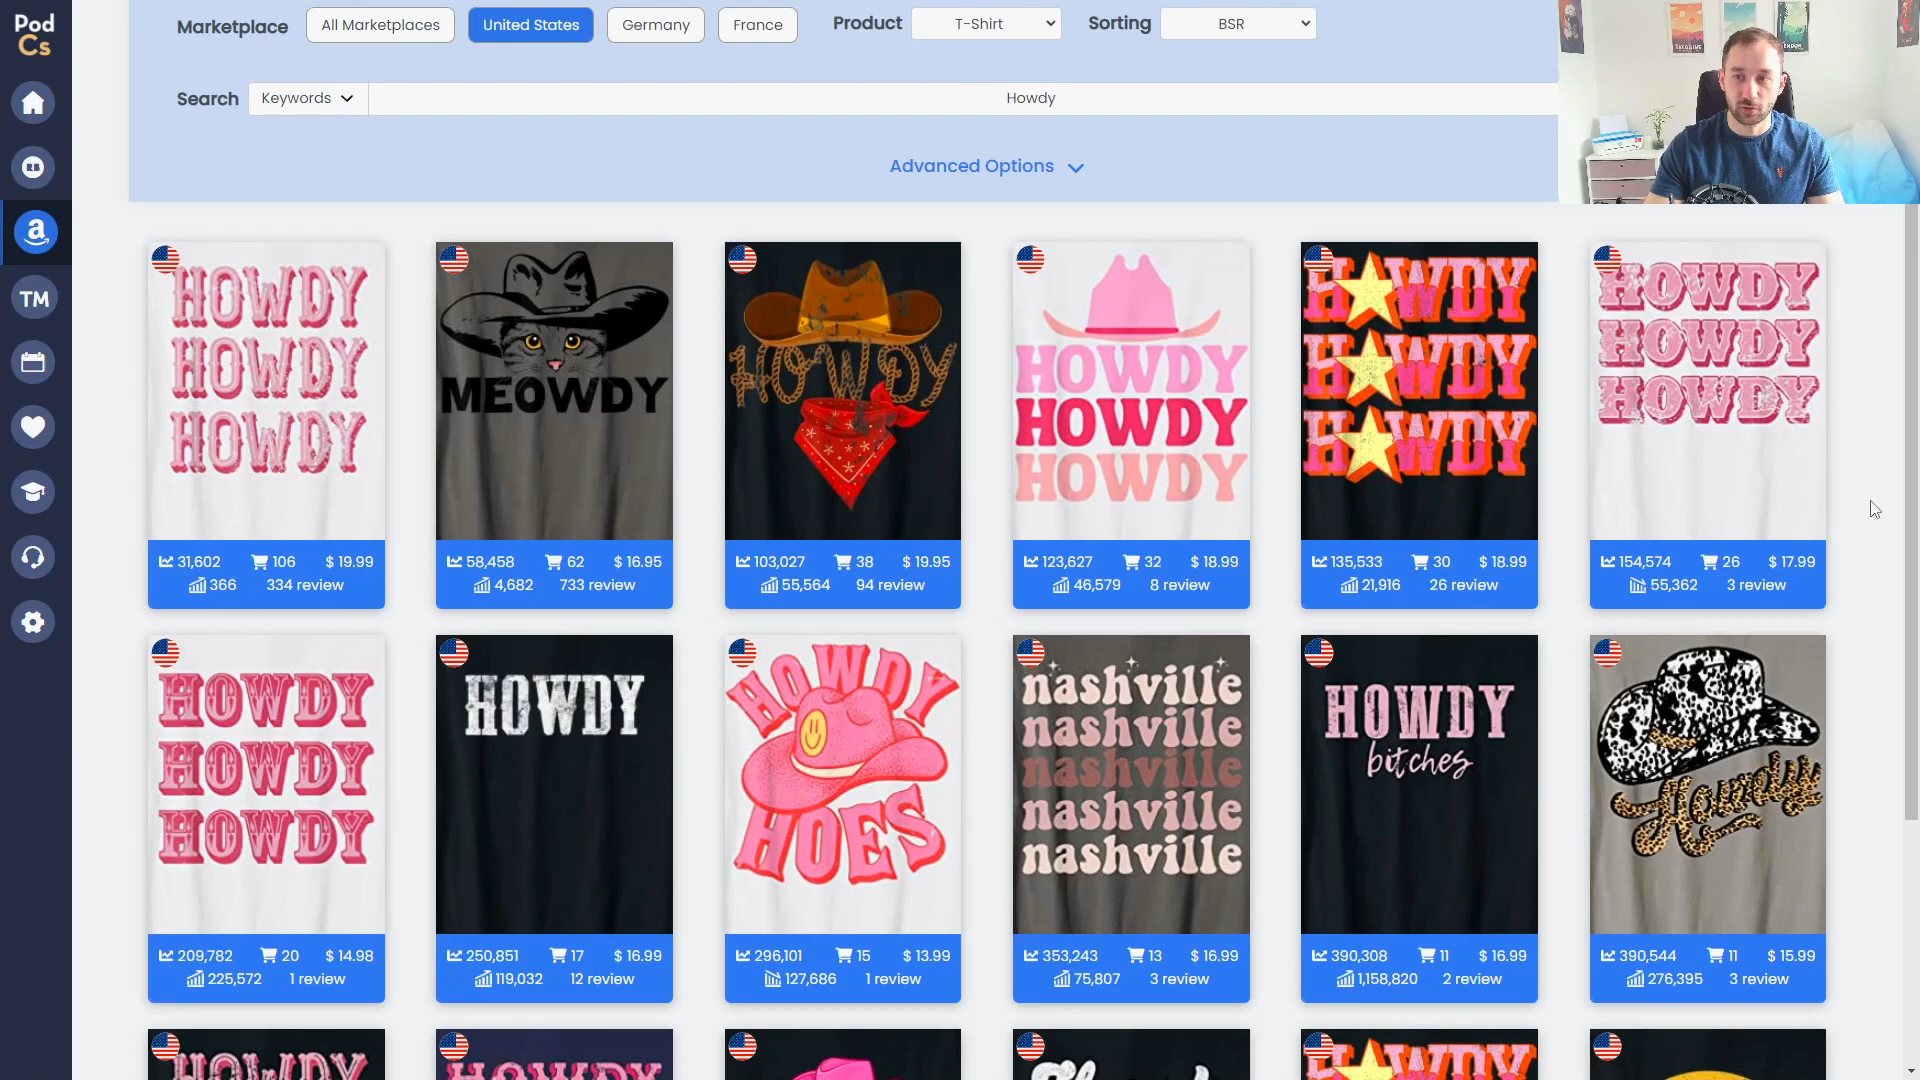 Pod
Cs
Marketplace
All Marketplaces
United States
Germany
France
Product
T-Shirt
Sorting
BSR
Search
Keywords
Howdy
Advanced Options
TM
HOWDY
HOWDY
HOWDY
31,602 106 $ 19.99
366 334 review
MEOWDY
58,458 62 $ 16.95
4,682 733 review
HOWDY
103,027 38 $ 19.95
55,564 94 review
HOWDY
HOWDY
HOWDY
123,627 32 $ 18.99
46,579 8 review
HOWDY
HOWDY
HOWDY
135,533 30 $ 18.99
21,916 26 review
HOWDY
HOWDY
HOWDY
154,574 26 $ 17.99
55,362 3 review
HOWDY
HOWDY
HOWDY
209,782 20 $ 14.98
225,572 1 review
HOWDY
250,851 17 $ 16.99
119,032 12 review
HOWDY
HOES
296,101 15 $ 13.99
127,686 1 review
nashville
nashville
nashville
nashville
nashville
353,243 13 $ 16.99
75,807 3 review
HOWDY
bitches
390,308 11 $ 16.99
1,158,820 2 review
Howdy
390,544 11 $ 15.99
276,395 3 review
HOWDY
HOWDY
HOWDY